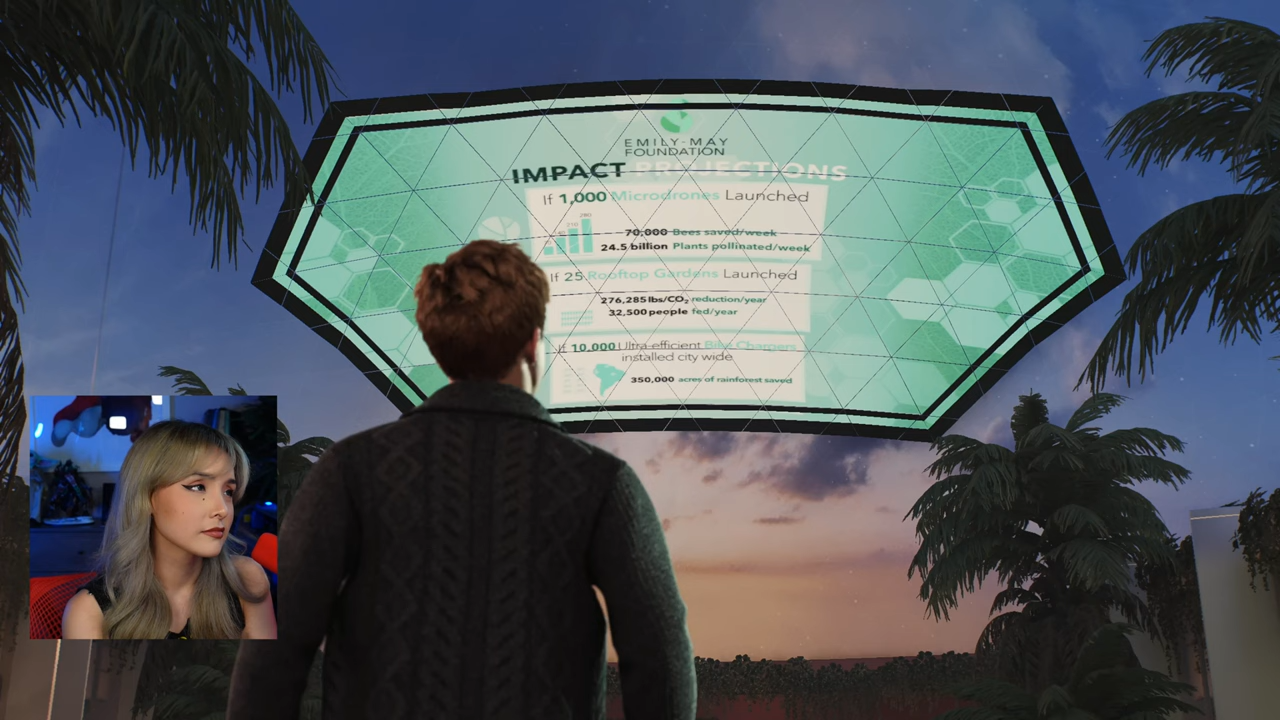 EMILY-MAY
FOUNDATION
IMPACT PROJECTIONS
If 1,000 Microdrones Launched
280
70,000 Bees saved/week
24.5 billion Plants pollinated/week
If 25 Rooftop Gardens Launched
276,285 lbs/CO₂ reduction/year
32,500 people fed/year
If 10,000 Ultra-efficient Bike Chargers
installed city wide
350,000 acres of rainforest saved